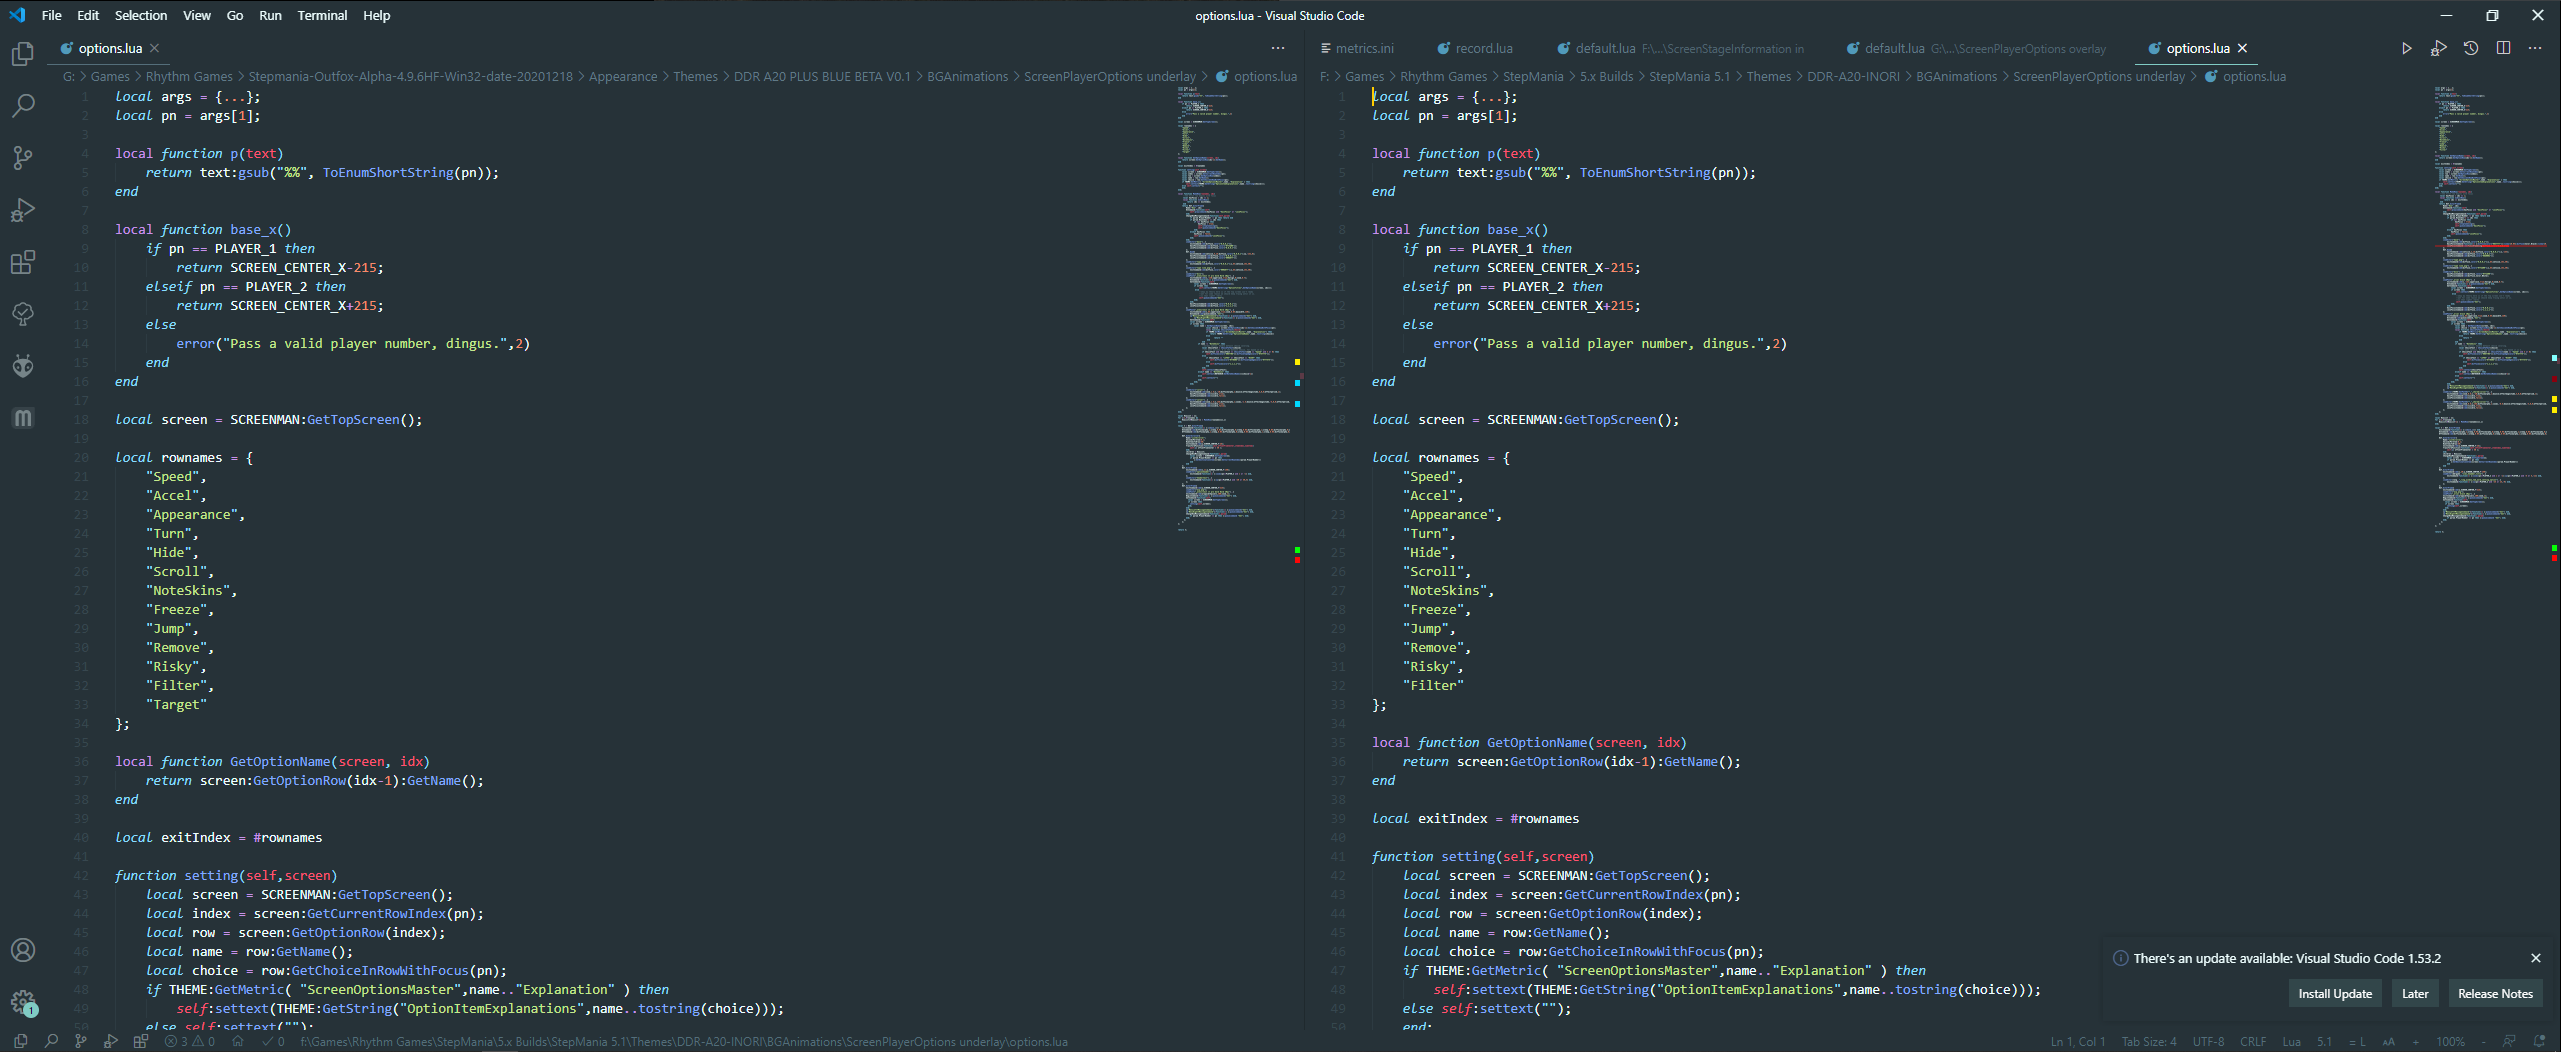 File Edit Selection View Go Run Terminal Help
options.lua - Visual Studio Code
options.lua
G: > Games > Rhythm Games > Stepmania-Outfox-Alpha-4.9.6HF-Win32-date-20201218 > Appearance > Themes > DDR A20 PLUS BLUE BETA V0.1 > BGAnimations > ScreenPlayerOptions underlay > options.lua
1 local args = {...};
2 local pn = args[1];
3
4 local function p(text)
5 return text:gsub("%%", ToEnumShortString(pn));
6 end
7
8 local function base_x()
9 if pn == PLAYER_1 then
10 return SCREEN_CENTER_X-215;
11 elseif pn == PLAYER_2 then
12 return SCREEN_CENTER_X+215;
13 else
14 error("Pass a valid player number, dingus.",2)
15 end
16 end
17
18 local screen = SCREENMAN:GetTopScreen();
19
20 local rownames = {
21 "Speed",
22 "Accel",
23 "Appearance",
24 "Turn",
25 "Hide",
26 "Scroll",
27 "NoteSkins",
28 "Freeze",
29 "Jump",
30 "Remove",
31 "Risky",
32 "Filter",
33 "Target"
34 };
35
36 local function GetOptionName(screen, idx)
37 return screen:GetOptionRow(idx-1):GetName();
38 end
39
40 local exitIndex = #rownames
41
42 function setting(self,screen)
43 local screen = SCREENMAN:GetTopScreen();
44 local index = screen:GetCurrentRowIndex(pn);
45 local row = screen:GetOptionRow(index);
46 local name = row:GetName();
47 local choice = row:GetChoiceInRowWithFocus(pn);
48 if THEME:GetMetric( "ScreenOptionsMaster",name.."Explanation" ) then
49 self:settext(THEME:GetString("OptionItemExplanations",name..tostring(choice)));
50 else self:settext("");
metrics.ini record.lua default.lua F:\...\ScreenStageInformation in default.lua G:\...\ScreenPlayerOptions overlay options.lua
F: > Games > Rhythm Games > StepMania > 5.x Builds > StepMania 5.1 > Themes > DDR-A20-INORI > BGAnimations > ScreenPlayerOptions underlay > options.lua
1 local args = {...};
2 local pn = args[1];
3
4 local function p(text)
5 return text:gsub("%%", ToEnumShortString(pn));
6 end
7
8 local function base_x()
9 if pn == PLAYER_1 then
10 return SCREEN_CENTER_X-215;
11 elseif pn == PLAYER_2 then
12 return SCREEN_CENTER_X+215;
13 else
14 error("Pass a valid player number, dingus.",2)
15 end
16 end
17
18 local screen = SCREENMAN:GetTopScreen();
19
20 local rownames = {
21 "Speed",
22 "Accel",
23 "Appearance",
24 "Turn",
25 "Hide",
26 "Scroll",
27 "NoteSkins",
28 "Freeze",
29 "Jump",
30 "Remove",
31 "Risky",
32 "Filter"
33 };
34
35 local function GetOptionName(screen, idx)
36 return screen:GetOptionRow(idx-1):GetName();
37 end
38
39 local exitIndex = #rownames
40
41 function setting(self,screen)
42 local screen = SCREENMAN:GetTopScreen();
43 local index = screen:GetCurrentRowIndex(pn);
44 local row = screen:GetOptionRow(index);
45 local name = row:GetName();
46 local choice = row:GetChoiceInRowWithFocus(pn);
47 if THEME:GetMetric( "ScreenOptionsMaster",name.."Explanation" ) then
48 self:settext(THEME:GetString("OptionItemExplanations",name..tostring(choice)));
49 else self:settext("");
50 end;
There's an update available: Visual Studio Code 1.53.2
Install Update Later Release Notes
1
3 0 0 f:\Games\Rhythm Games\StepMania\5.x Builds\StepMania 5.1\Themes\DDR-A20-INORI\BGAnimations\ScreenPlayerOptions underlay\options.lua
Ln 1, Col 1 Tab Size: 4 UTF-8 CRLF Lua 5.1 = L AA + 100% -